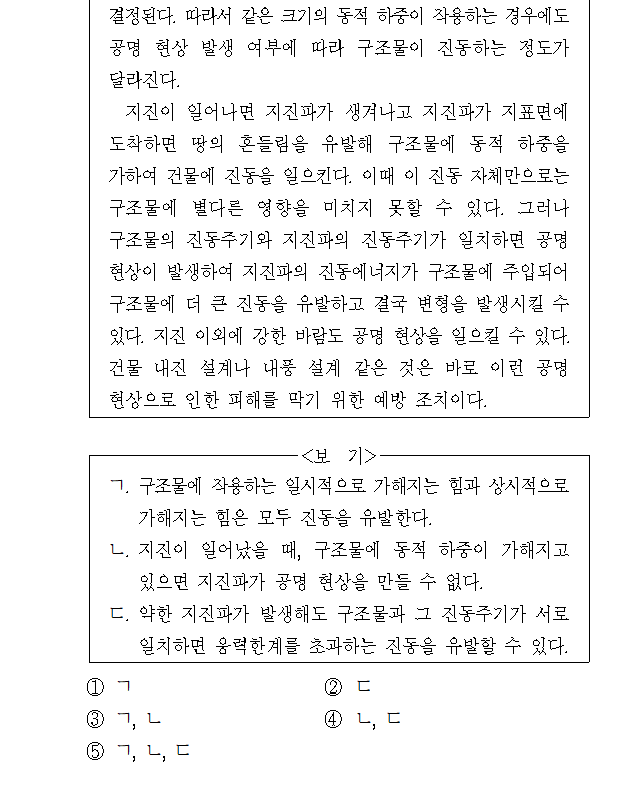 결정된다. 따라서 같은 크기의 동적 하중이 작용하는 경우에도
공명 현상 발생 여부에 따라 구조물이 진동하는 정도가
달라진다.
지진이 일어나면 지진파가 생겨나고 지진파가 지표면에
도착하면 땅의 흔들림을 유발해 구조물에 동적 하중을
가하여 건물에 진동을 일으킨다. 이때 이 진동 자체만으로는
구조물에 별다른 영향을 미치지 못할 수 있다. 그러나
구조물의 진동주기와 지진파의 진동주기가 일치하면 공명
현상이 발생하여 지진파의 진동에너지가 구조물에 주입되어
구조물에 더 큰 진동을 유발하고 결국 변형을 발생시킬 수
있다. 지진 이외에 강한 바람도 공명 현상을 일으킬 수 있다.
건물 내진 설계나 내풍 설계 같은 것은 바로 이런 공명
현상으로 인한 피해를 막기 위한 예방 조치이다.
<보 기>
ㄱ. 구조물에 작용하는 일시적으로 가해지는 힘과 상시적으로
가해지는 힘은 모두 진동을 유발한다.
ㄴ. 지진이 일어났을 때, 구조물에 동적 하중이 가해지고
있으면 지진파가 공명 현상을 만들 수 없다.
ㄷ. 약한 지진파가 발생해도 구조물과 그 진동주기가 서로
일치하면 응력한계를 초과하는 진동을 유발할 수 있다.
① ㄱ ② ㄷ
③ ㄱ, ㄴ ④ ㄴ, ㄷ
⑤ ㄱ, ㄴ, ㄷ